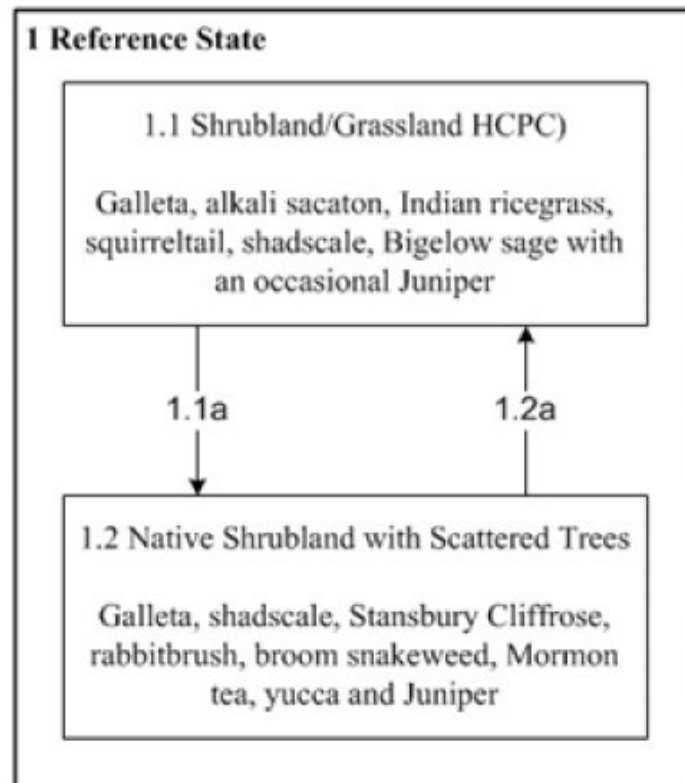 1 Reference State
1.1 Shrubland/Grassland HCPC)
Galleta, alkali sacaton, Indian ricegrass,
squirreltail, shadscale, Bigelow sage with
an occasional Juniper
1.1a
1.2a
1.2 Native Shrubland with Scattered Trees
Galleta, shadscale, Stansbury Cliffrose,
rabbitbrush, broom snakeweed, Mormon
tea, yucca and Juniper